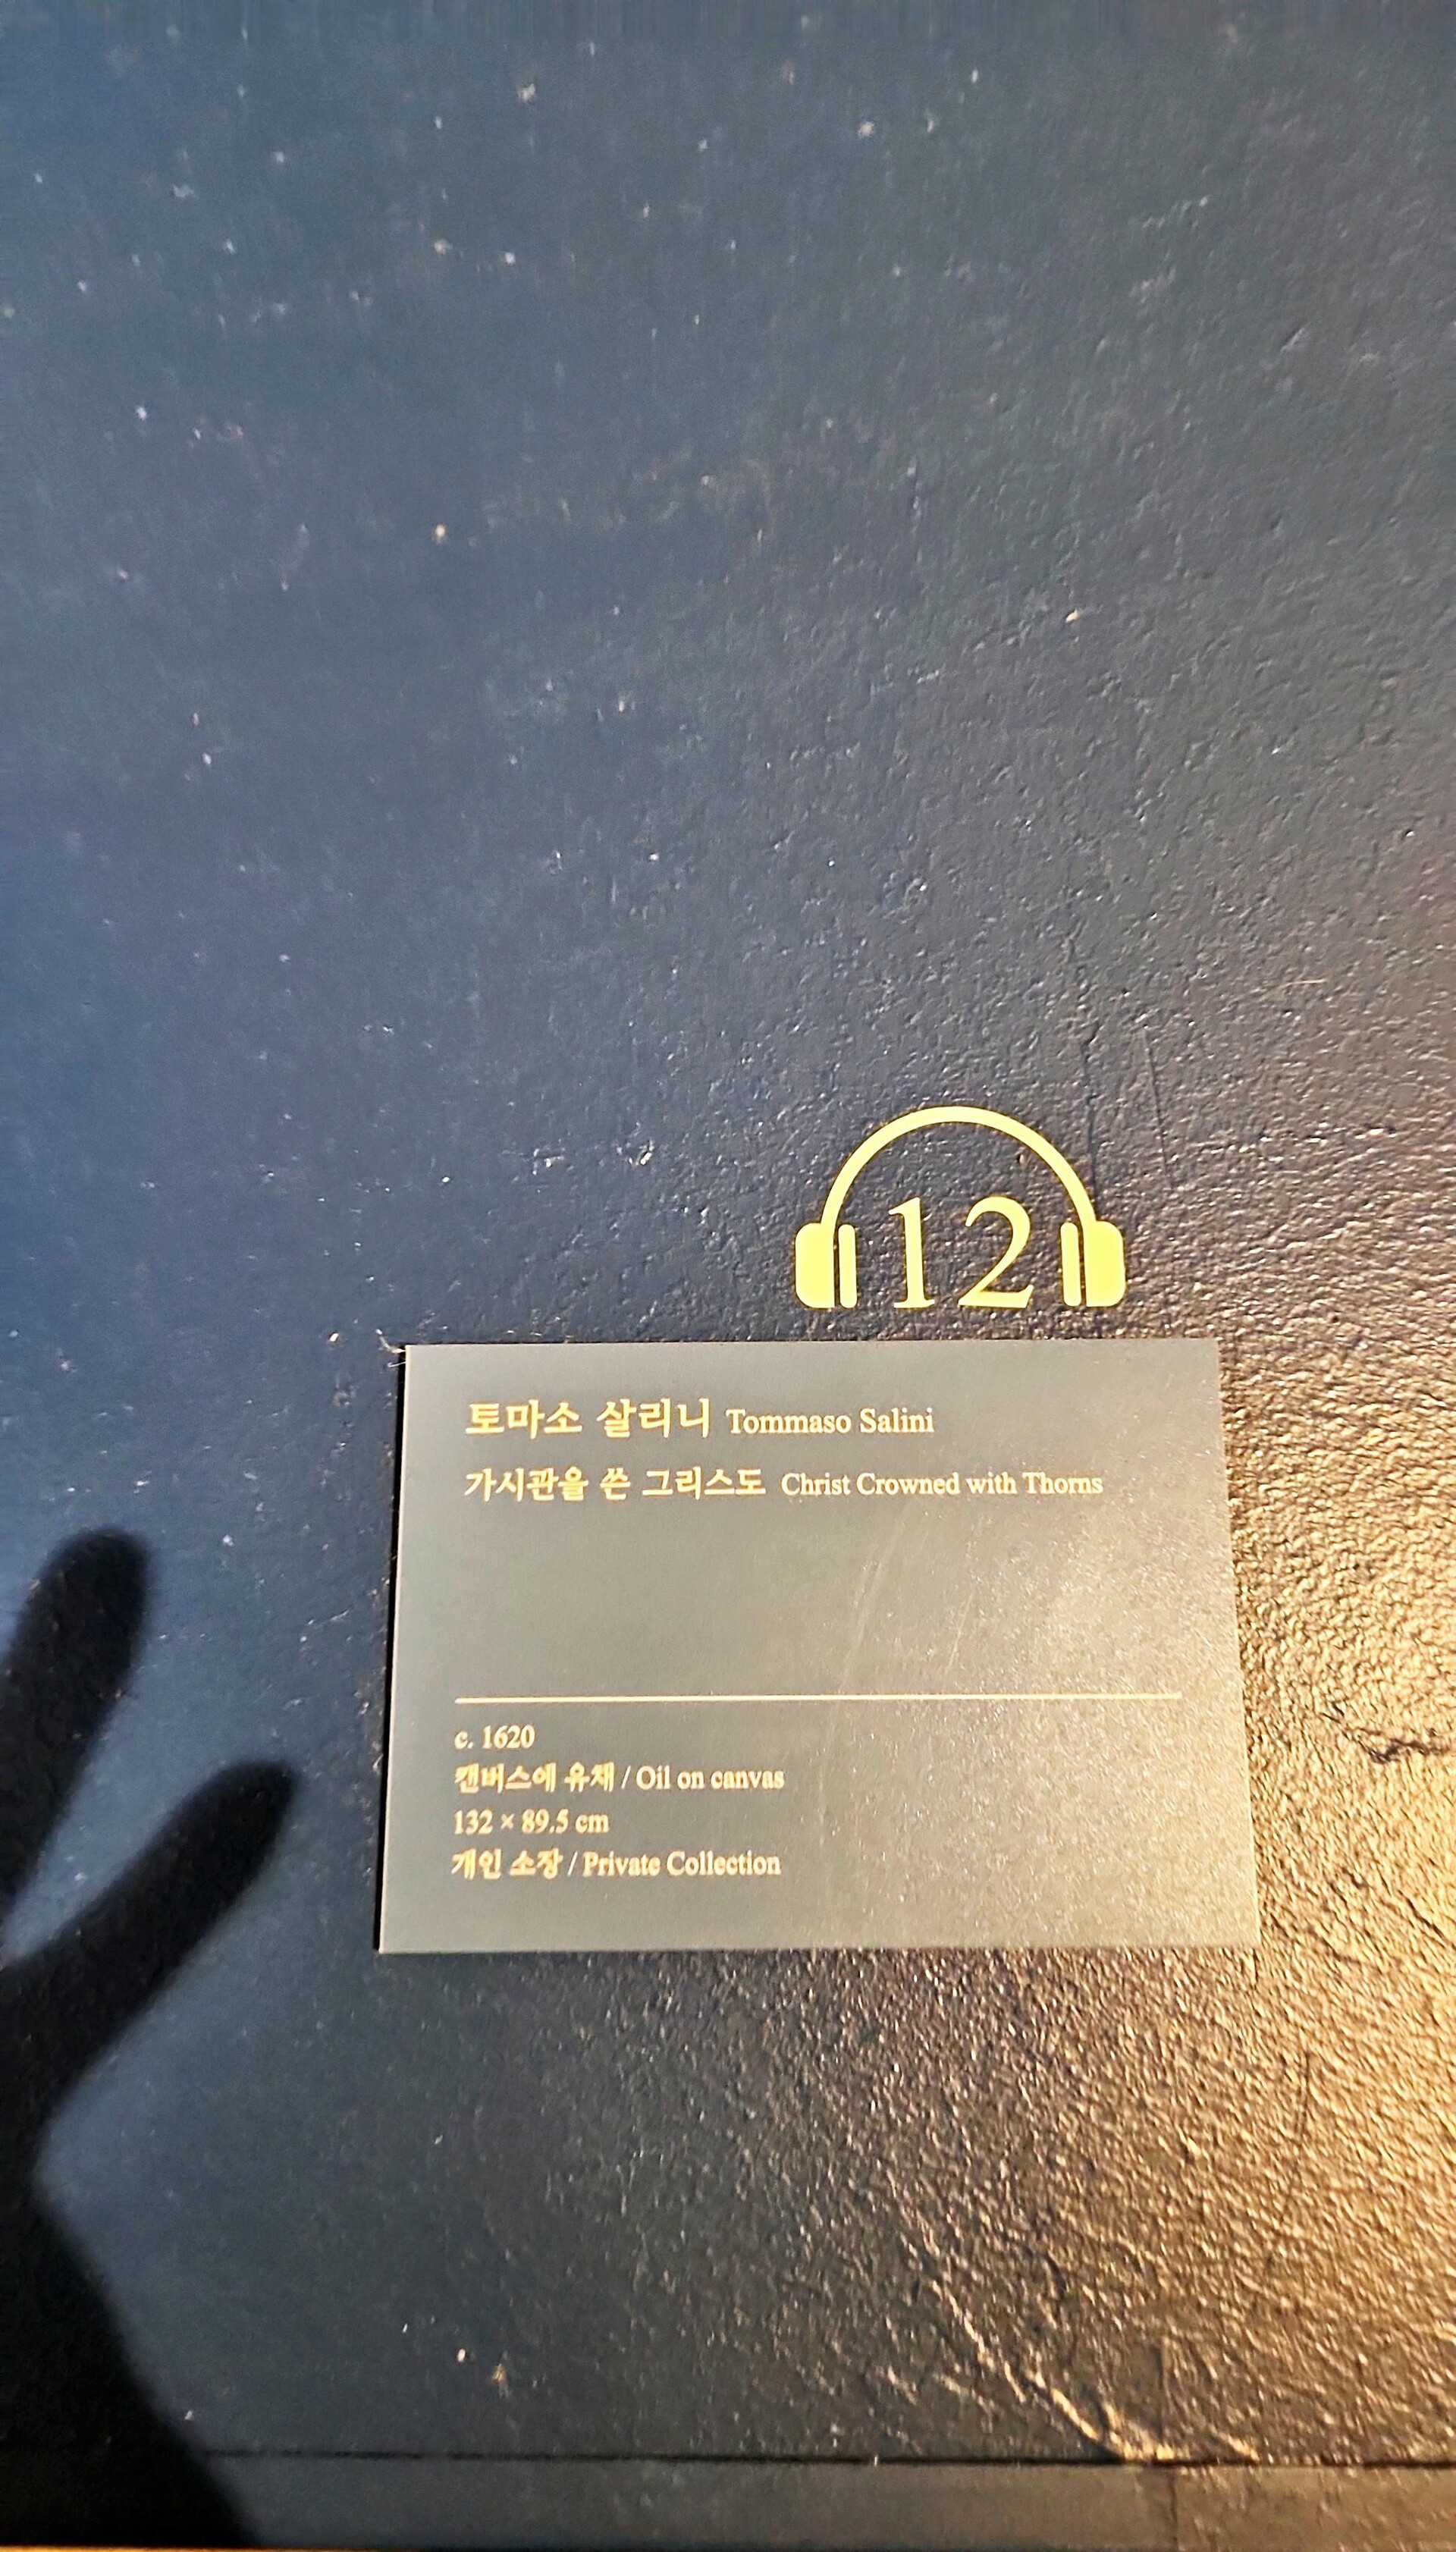 12
토마소 살리니 Tommaso Salini
가시관을 쓴 그리스도 Christ Crowned with Thorns
c. 1620
캔버스에 유채 / Oil on canvas
132 × 89.5 cm
개인 소장 / Private Collection